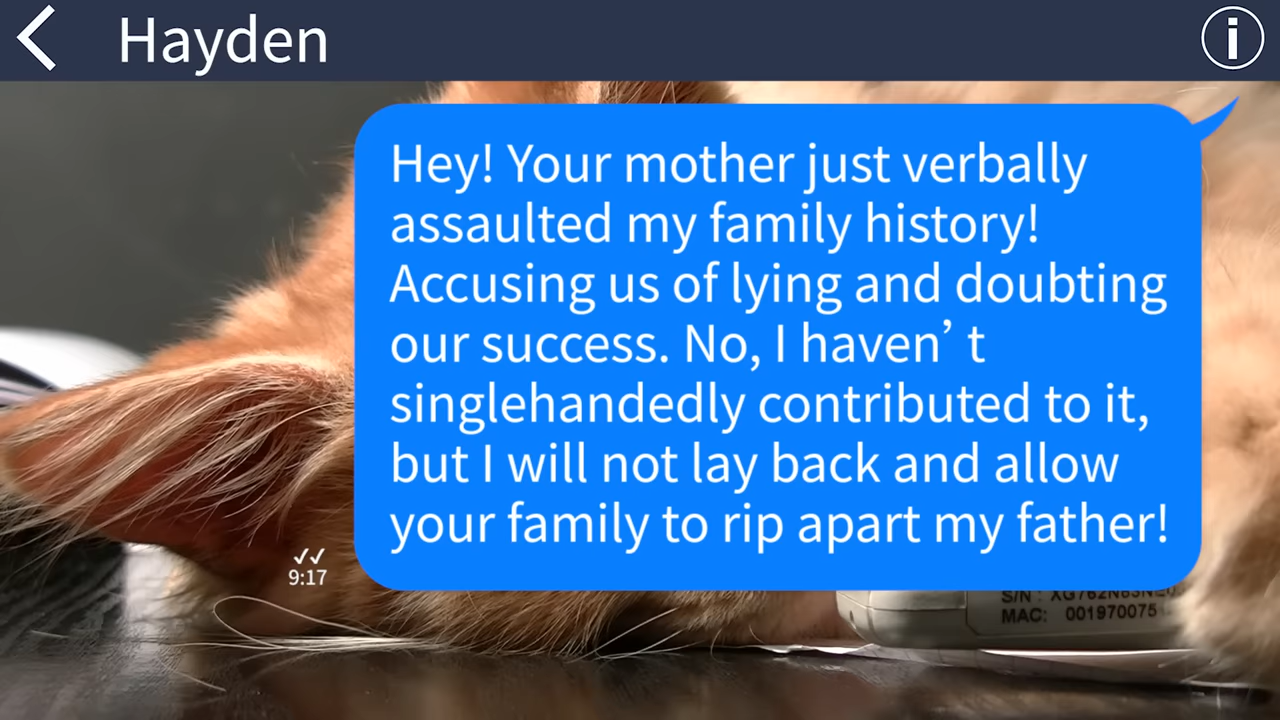 Hayden
Hey! Your mother just verbally
assaulted my family history!
Accusing us of lying and doubting
our success. No, I haven’ t
singlehandedly contributed to it,
but I will not lay back and allow
your family to rip apart my father!
9:17
S/N :
MAC: 001970075